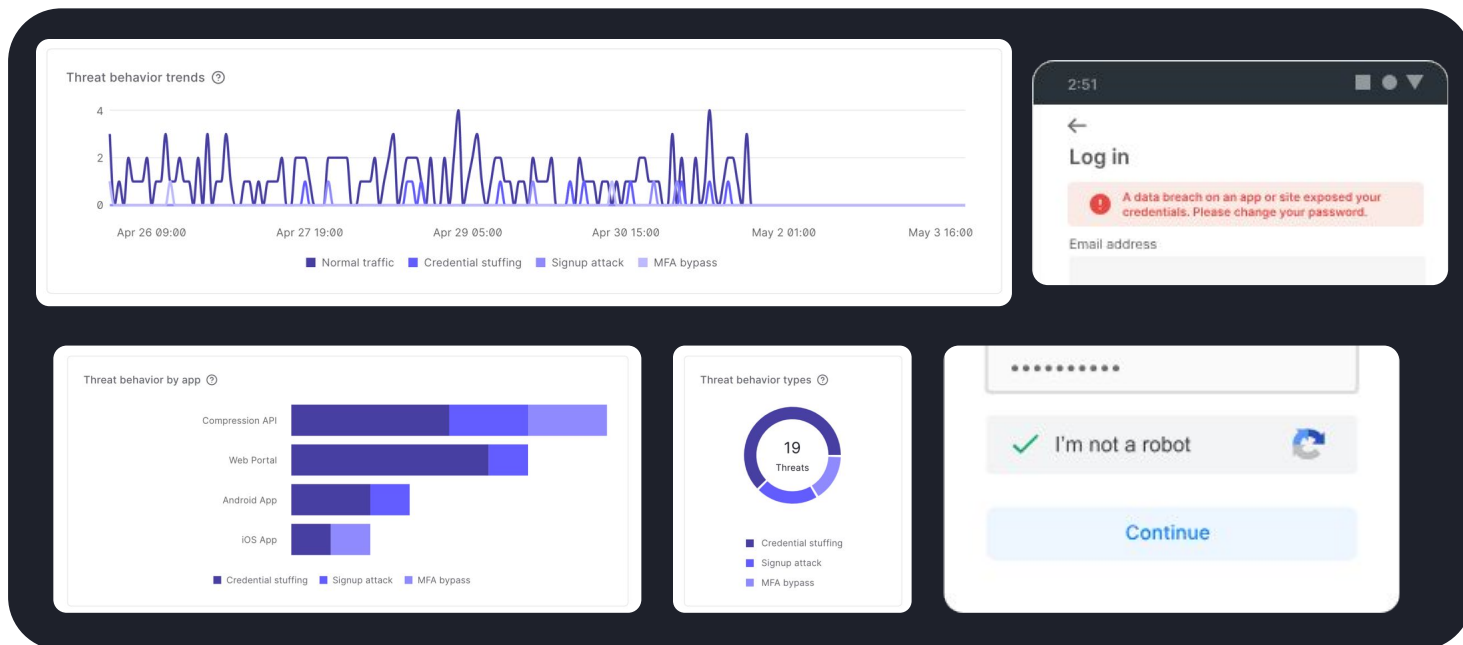 Threat behavior trends
4
2
0
Apr 26 09:00 Apr 27 19:00 Apr 29 05:00 Apr 30 15:00 May 2 01:00 May 3 16:00
Normal traffic Credential stuffing Signup attack MFA bypass
2:51
Log in
A data breach on an app or site exposed your
credentials. Please change your password.
Email address
Threat behavior by app
Compression API
Web Portal
Android App
iOS App
Credential stuffing Signup attack MFA bypass
Threat behavior types
19
Threats
Credential stuffing
Signup attack
MFA bypass
I'm not a robot
Continue